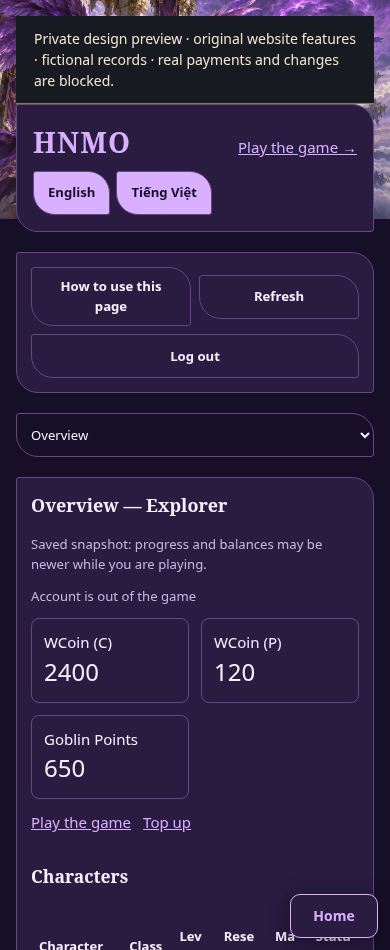 Private design preview · original website features
· fictional records · real payments and changes
are blocked.
HNMO
Play the game →
English
Tiếng Việt
How to use this
page
Refresh
Log out
Overview
Overview — Explorer
Saved snapshot: progress and balances may be
newer while you are playing.
Account is out of the game
WCoin (C)
WCoin (P)
2400
120
Goblin Points
650
Play the game
Top up
Characters
Home
Lev
Rese
Ma
Character
Class